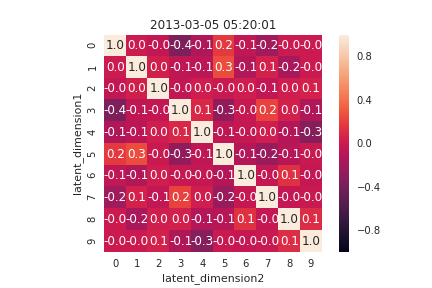 2013-03-05 05:20:01
0 1.0 0.0 -0.0 -0.4 -0.1 0.2 -0.1 -0.2 -0.0 -0.0
1 0.0 1.0 -0.0 -0.1 -0.1 0.3 -0.1 0.1 -0.2 -0.0
2 -0.0 -0.0 1.0 -0.0 0.0 -0.0 -0.0 -0.1 0.0 0.1
3 -0.4 -0.1 -0.0 1.0 0.1 -0.3 -0.0 0.2 0.0 -0.1
4 -0.1 -0.1 0.0 0.1 1.0 -0.1 -0.0 0.0 -0.1 -0.3
5 0.2 0.3 -0.0 -0.3 -0.1 1.0 -0.1 -0.2 -0.1 -0.0
6 -0.1 -0.1 -0.0 -0.0 -0.0 -0.1 1.0 -0.0 0.1 -0.0
7 -0.2 0.1 -0.1 0.2 0.0 -0.2 -0.0 1.0 -0.0 -0.0
8 -0.0 -0.2 0.0 0.0 -0.1 -0.1 0.1 -0.0 1.0 0.1
9 -0.0 -0.0 0.1 -0.1 -0.3 -0.0 -0.0 -0.0 0.1 1.0
0 1 2 3 4 5 6 7 8 9
latent_dimension2
latent_dimension1
0.8
0.4
0.0
-0.4
-0.8